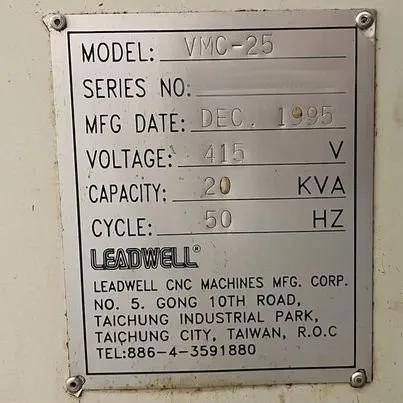 MODEL: VMC-25
SERIES NO:
MFG DATE: DEC. 1995
VOLTAGE: 415 V
CAPACITY: 20 KVA
CYCLE: 50 HZ
LEADWELL®
LEADWELL CNC MACHINES MFG. CORP.
NO. 5. GONG 10TH ROAD,
TAICHUNG INDUSTRIAL PARK,
TAICHUNG CITY, TAIWAN, R.O.C
TEL:886-4-3591880